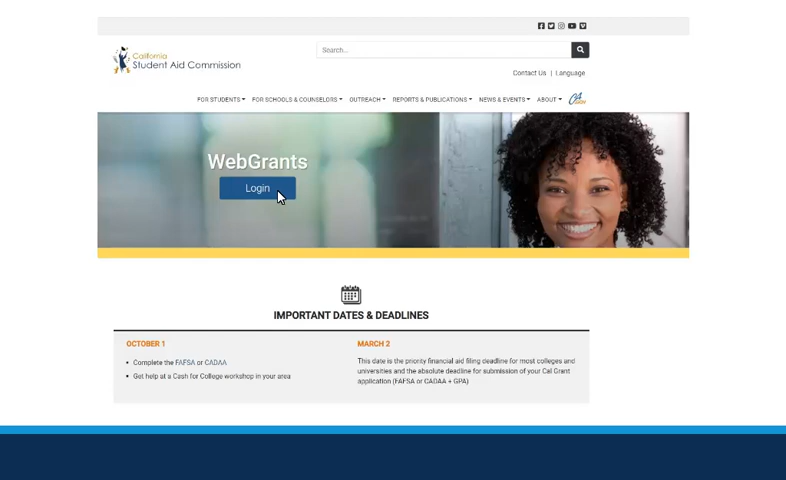 Search...
California
Student Aid Commission
Contact Us | Language
FOR STUDENTS FOR SCHOOLS & COUNSELORS OUTREACH REPORTS & PUBLICATIONS NEWS & EVENTS ABOUT CA.GOV
WebGrants
Login
IMPORTANT DATES & DEADLINES
OCTOBER 1
• Complete the FAFSA or CADAA
• Get help at a Cash for College workshop in your area
MARCH 2
This date is the priority financial aid filing deadline for most colleges and
universities and the absolute deadline for submission of your Cal Grant
application (FAFSA or CADAA + GPA)